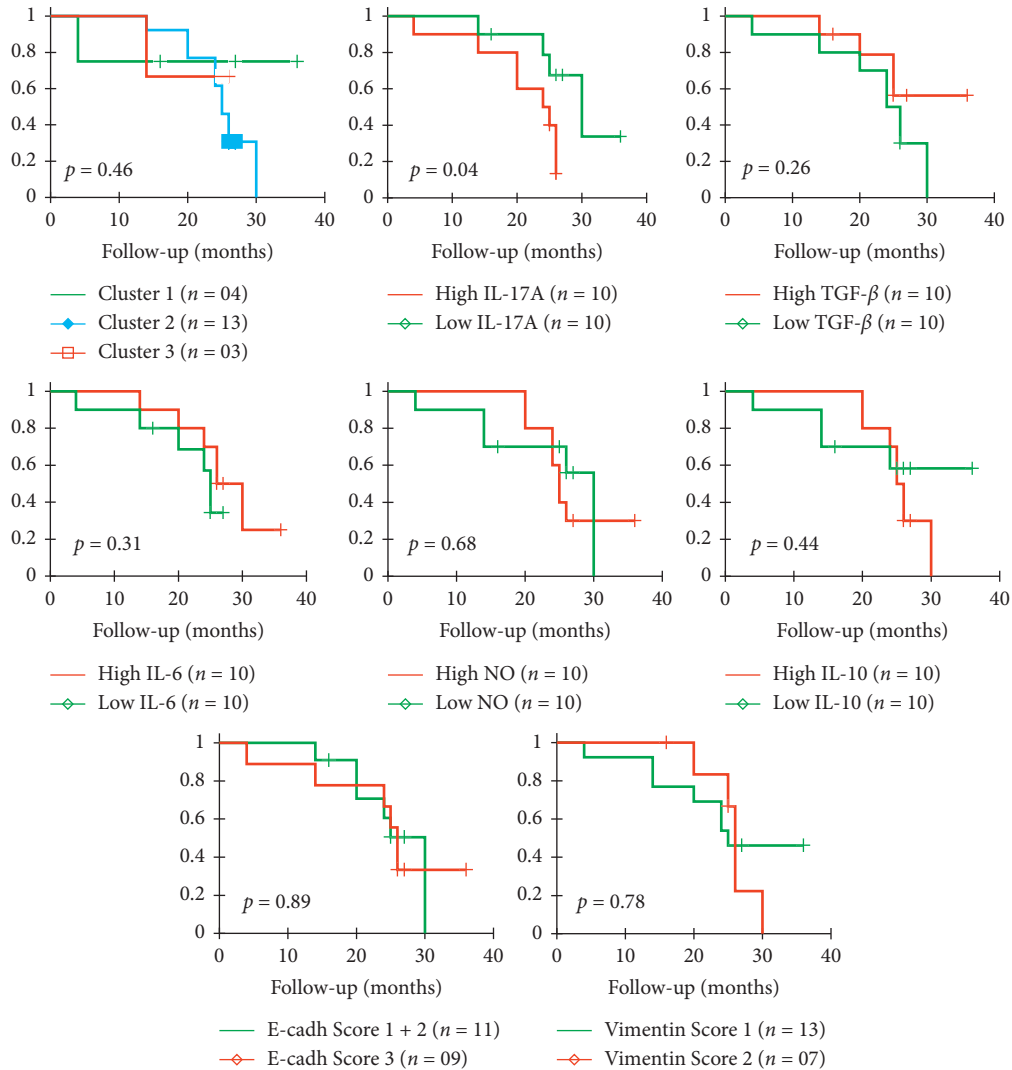 1
0.8
0.6
0.4
0.2
0
p = 0.46
0 10 20 30 40
Follow-up (months)
Cluster 1 (n = 04)
Cluster 2 (n = 13)
Cluster 3 (n = 03)
1
0.8
0.6
0.4
0.2
0
p = 0.04
0 10 20 30 40
Follow-up (months)
High IL-17A (n = 10)
Low IL-17A (n = 10)
1
0.8
0.6
0.4
0.2
0
p = 0.26
0 10 20 30 40
Follow-up (months)
High TGF-β (n = 10)
Low TGF-β (n = 10)
1
0.8
0.6
0.4
0.2
0
p = 0.31
0 10 20 30 40
Follow-up (months)
High IL-6 (n = 10)
Low IL-6 (n = 10)
1
0.8
0.6
0.4
0.2
0
p = 0.68
0 10 20 30 40
Follow-up (months)
High NO (n = 10)
Low NO (n = 10)
1
0.8
0.6
0.4
0.2
0
p = 0.44
0 10 20 30 40
Follow-up (months)
High IL-10 (n = 10)
Low IL-10 (n = 10)
1
0.8
0.6
0.4
0.2
0
p = 0.89
0 10 20 30 40
Follow-up (months)
E-cadh Score 1 + 2 (n = 11)
E-cadh Score 3 (n = 09)
1
0.8
0.6
0.4
0.2
0
p = 0.78
0 10 20 30 40
Follow-up (months)
Vimentin Score 1 (n = 13)
Vimentin Score 2 (n = 07)